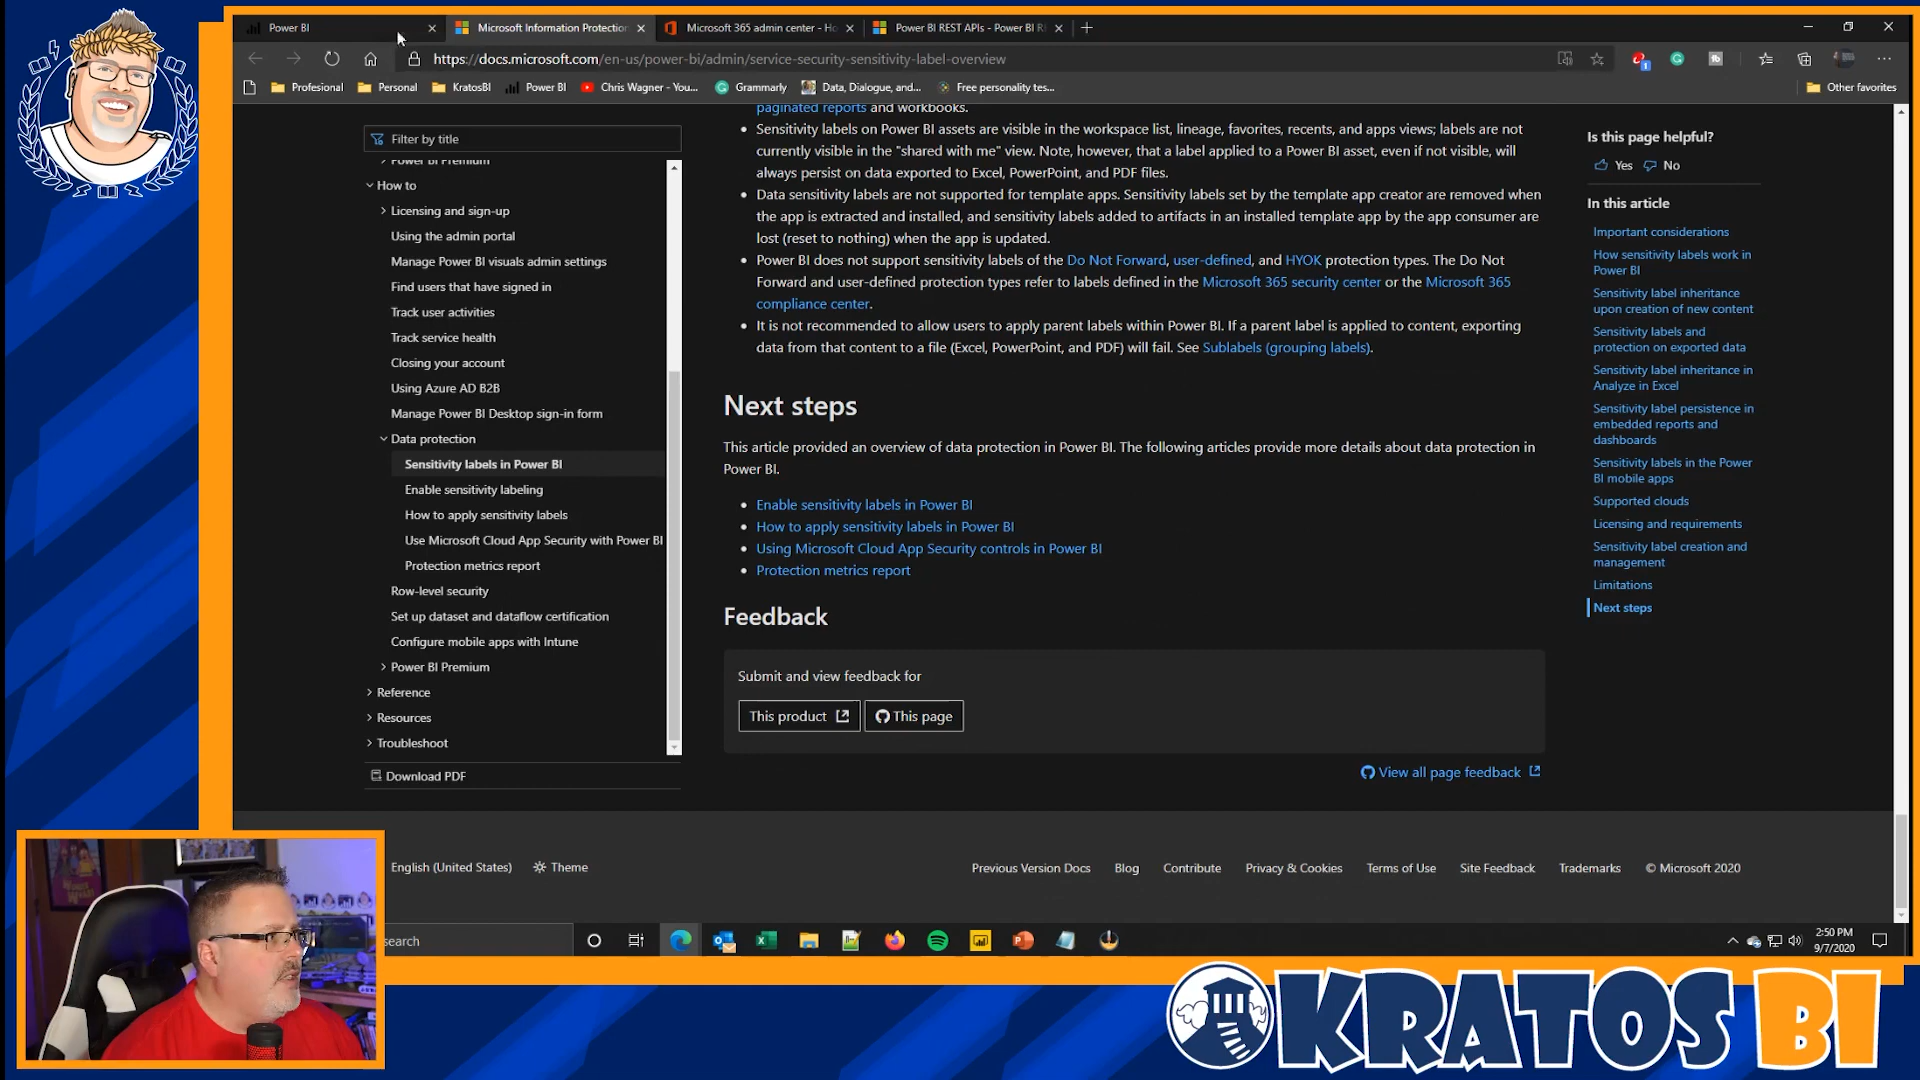 Power BI
Microsoft Information Protection
Microsoft 365 admin center - Ho
Power BI REST APIs - Power BI R
https://docs.microsoft.com/en-us/power-bi/admin/service-security-sensitivity-label-overview
Profesional
Personal
KratosBI
Power BI
Chris Wagner - You...
Grammarly
Data, Dialogue, and...
Free personality tes...
Other favorites
Filter by title
Power BI Premium
How to
Licensing and sign-up
Using the admin portal
Manage Power BI visuals admin settings
Find users that have signed in
Track user activities
Track service health
Closing your account
Using Azure AD B2B
Manage Power BI Desktop sign-in form
Data protection
Sensitivity labels in Power BI
Enable sensitivity labeling
How to apply sensitivity labels
Use Microsoft Cloud App Security with Power BI
Protection metrics report
Row-level security
Set up dataset and dataflow certification
Configure mobile apps with Intune
Power BI Premium
Reference
Resources
Troubleshoot
Download PDF
paginated reports and workbooks.
• Sensitivity labels on Power BI assets are visible in the workspace list, lineage, favorites, recents, and apps views; labels are not
currently visible in the "shared with me" view. Note, however, that a label applied to a Power BI asset, even if not visible, will
always persist on data exported to Excel, PowerPoint, and PDF files.
• Data sensitivity labels are not supported for template apps. Sensitivity labels set by the template app creator are removed when
the app is extracted and installed, and sensitivity labels added to artifacts in an installed template app by the app consumer are
lost (reset to nothing) when the app is updated.
• Power BI does not support sensitivity labels of the Do Not Forward, user-defined, and HYOK protection types. The Do Not
Forward and user-defined protection types refer to labels defined in the Microsoft 365 security center or the Microsoft 365
compliance center.
• It is not recommended to allow users to apply parent labels within Power BI. If a parent label is applied to content, exporting
data from that content to a file (Excel, PowerPoint, and PDF) will fail. See Sublabels (grouping labels).
Next steps
This article provided an overview of data protection in Power BI. The following articles provide more details about data protection in
Power BI.
• Enable sensitivity labels in Power BI
• How to apply sensitivity labels in Power BI
• Using Microsoft Cloud App Security controls in Power BI
• Protection metrics report
Feedback
Submit and view feedback for
This product
This page
View all page feedback
Is this page helpful?
Yes
No
In this article
Important considerations
How sensitivity labels work in
Power BI
Sensitivity label inheritance
upon creation of new content
Sensitivity labels and
protection on exported data
Sensitivity label inheritance in
Analyze in Excel
Sensitivity label persistence in
embedded reports and
dashboards
Sensitivity labels in the Power
BI mobile apps
Supported clouds
Licensing and requirements
Sensitivity label creation and
management
Limitations
Next steps
English (United States)
Theme
Previous Version Docs
Blog
Contribute
Privacy & Cookies
Terms of Use
Site Feedback
Trademarks
© Microsoft 2020
search
2:50 PM
9/7/2020
KRATOS BI